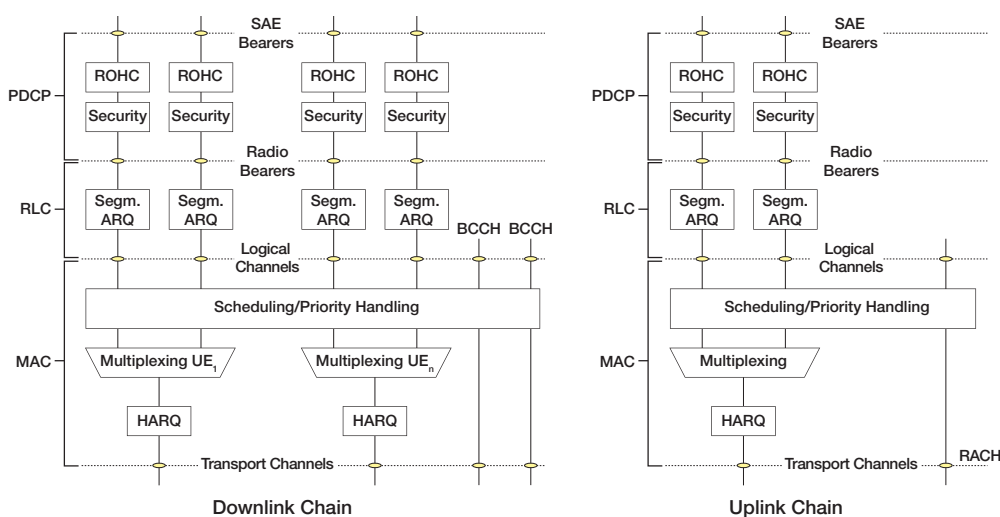 SAE
Bearers
ROHC ROHC ROHC ROHC
PDCP
Security Security Security Security
Radio
Bearers
Segm.
ARQ
Segm.
ARQ
Segm.
ARQ
Segm.
ARQ
RLC
BCCH BCCH
Logical
Channels
Scheduling/Priority Handling
MAC
Multiplexing UE1 Multiplexing UEn
HARQ HARQ
Transport Channels
Downlink Chain
SAE
Bearers
ROHC ROHC
PDCP
Security Security
Radio
Bearers
Segm.
ARQ
Segm.
ARQ
RLC
Logical
Channels
Scheduling/Priority Handling
MAC
Multiplexing
HARQ
Transport Channels
RACH
Uplink Chain